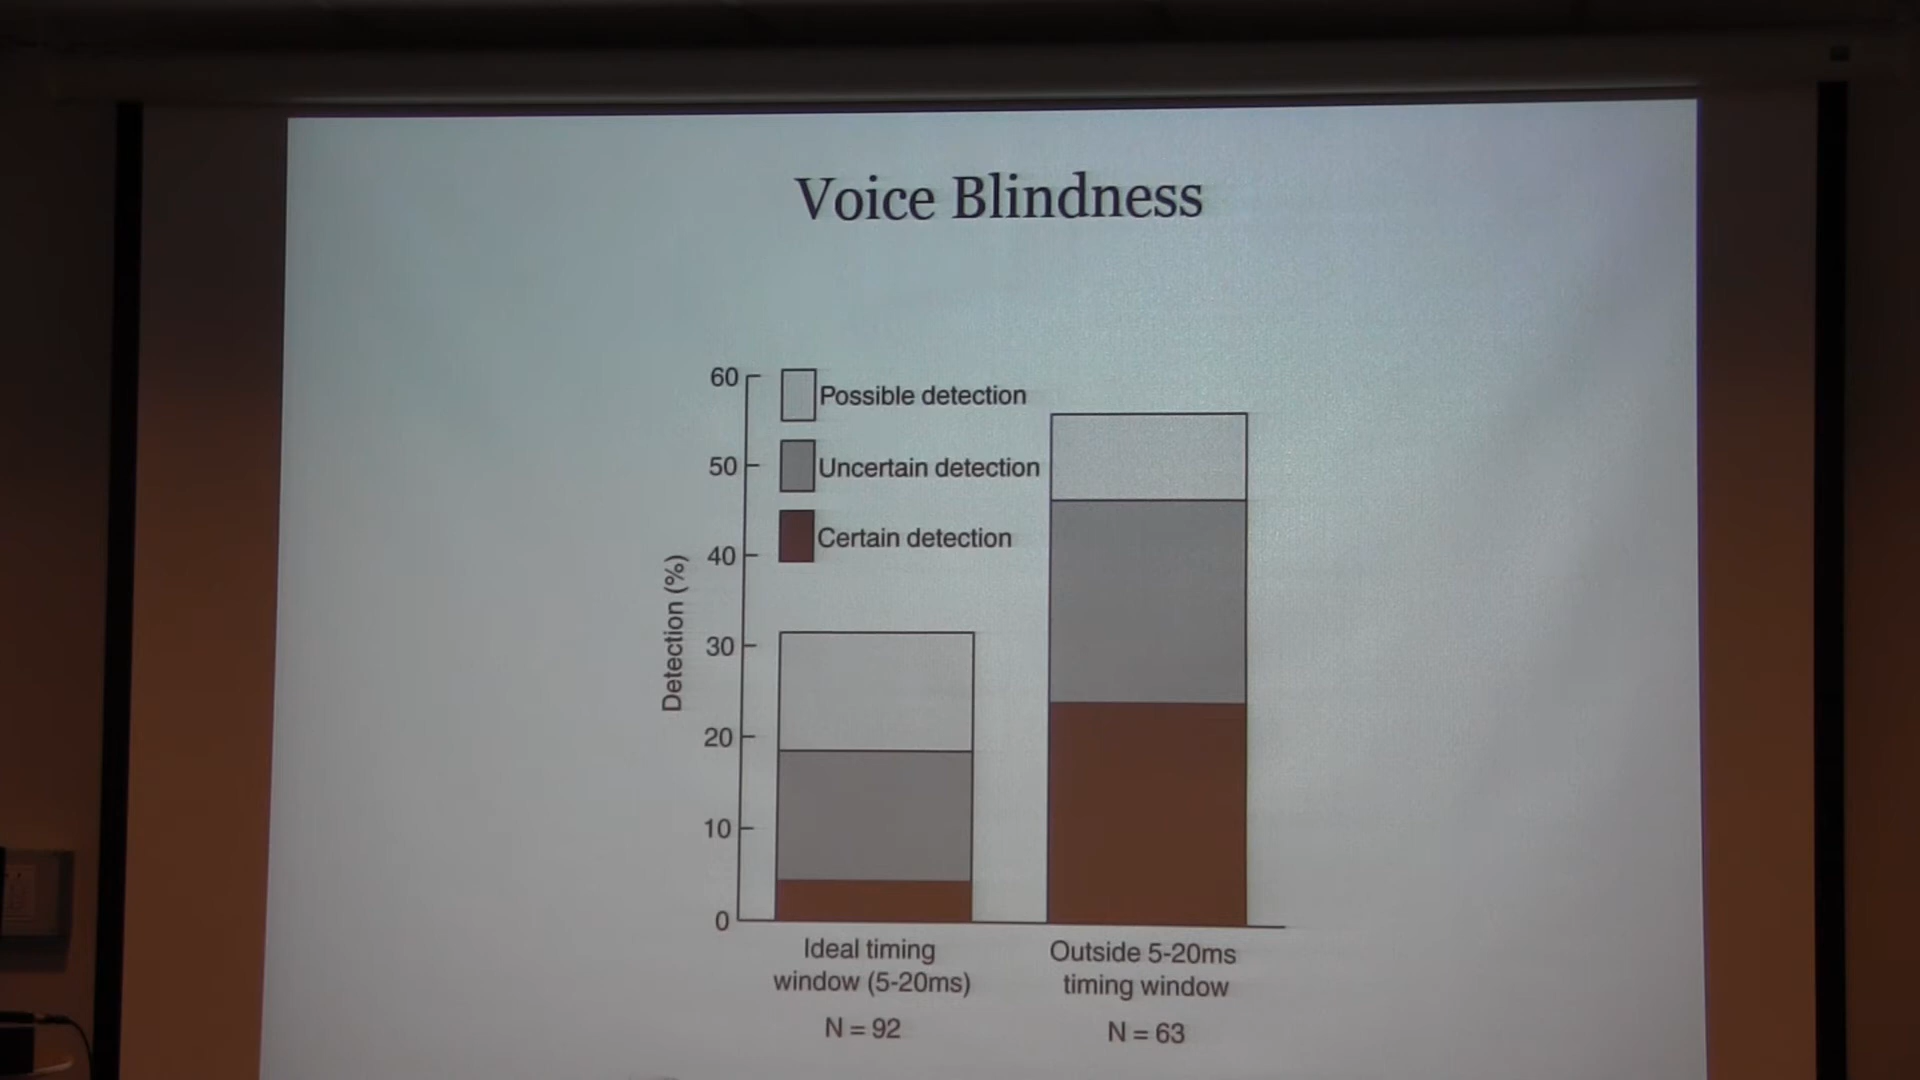 Voice Blindness
60
50
40
30
20
10
0
Detection (%)
Possible detection
Uncertain detection
Certain detection
Ideal timing
window (5-20ms)
N = 92
Outside 5-20ms
timing window
N = 63